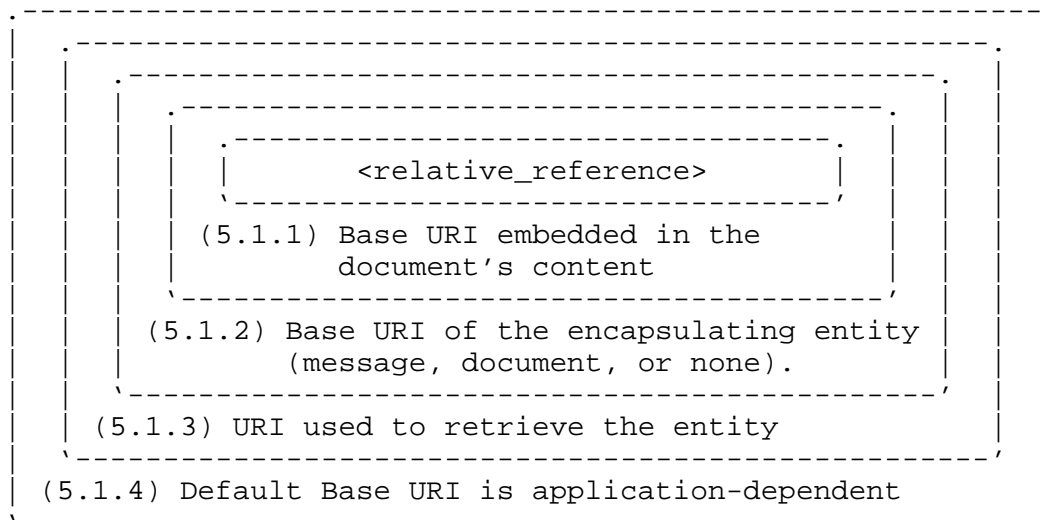 <relative_reference>
(5.1.1) Base URI embedded in the
document's content
(5.1.2) Base URI of the encapsulating entity
(message, document, or none).
(5.1.3) URI used to retrieve the entity
(5.1.4) Default Base URI is application-dependent